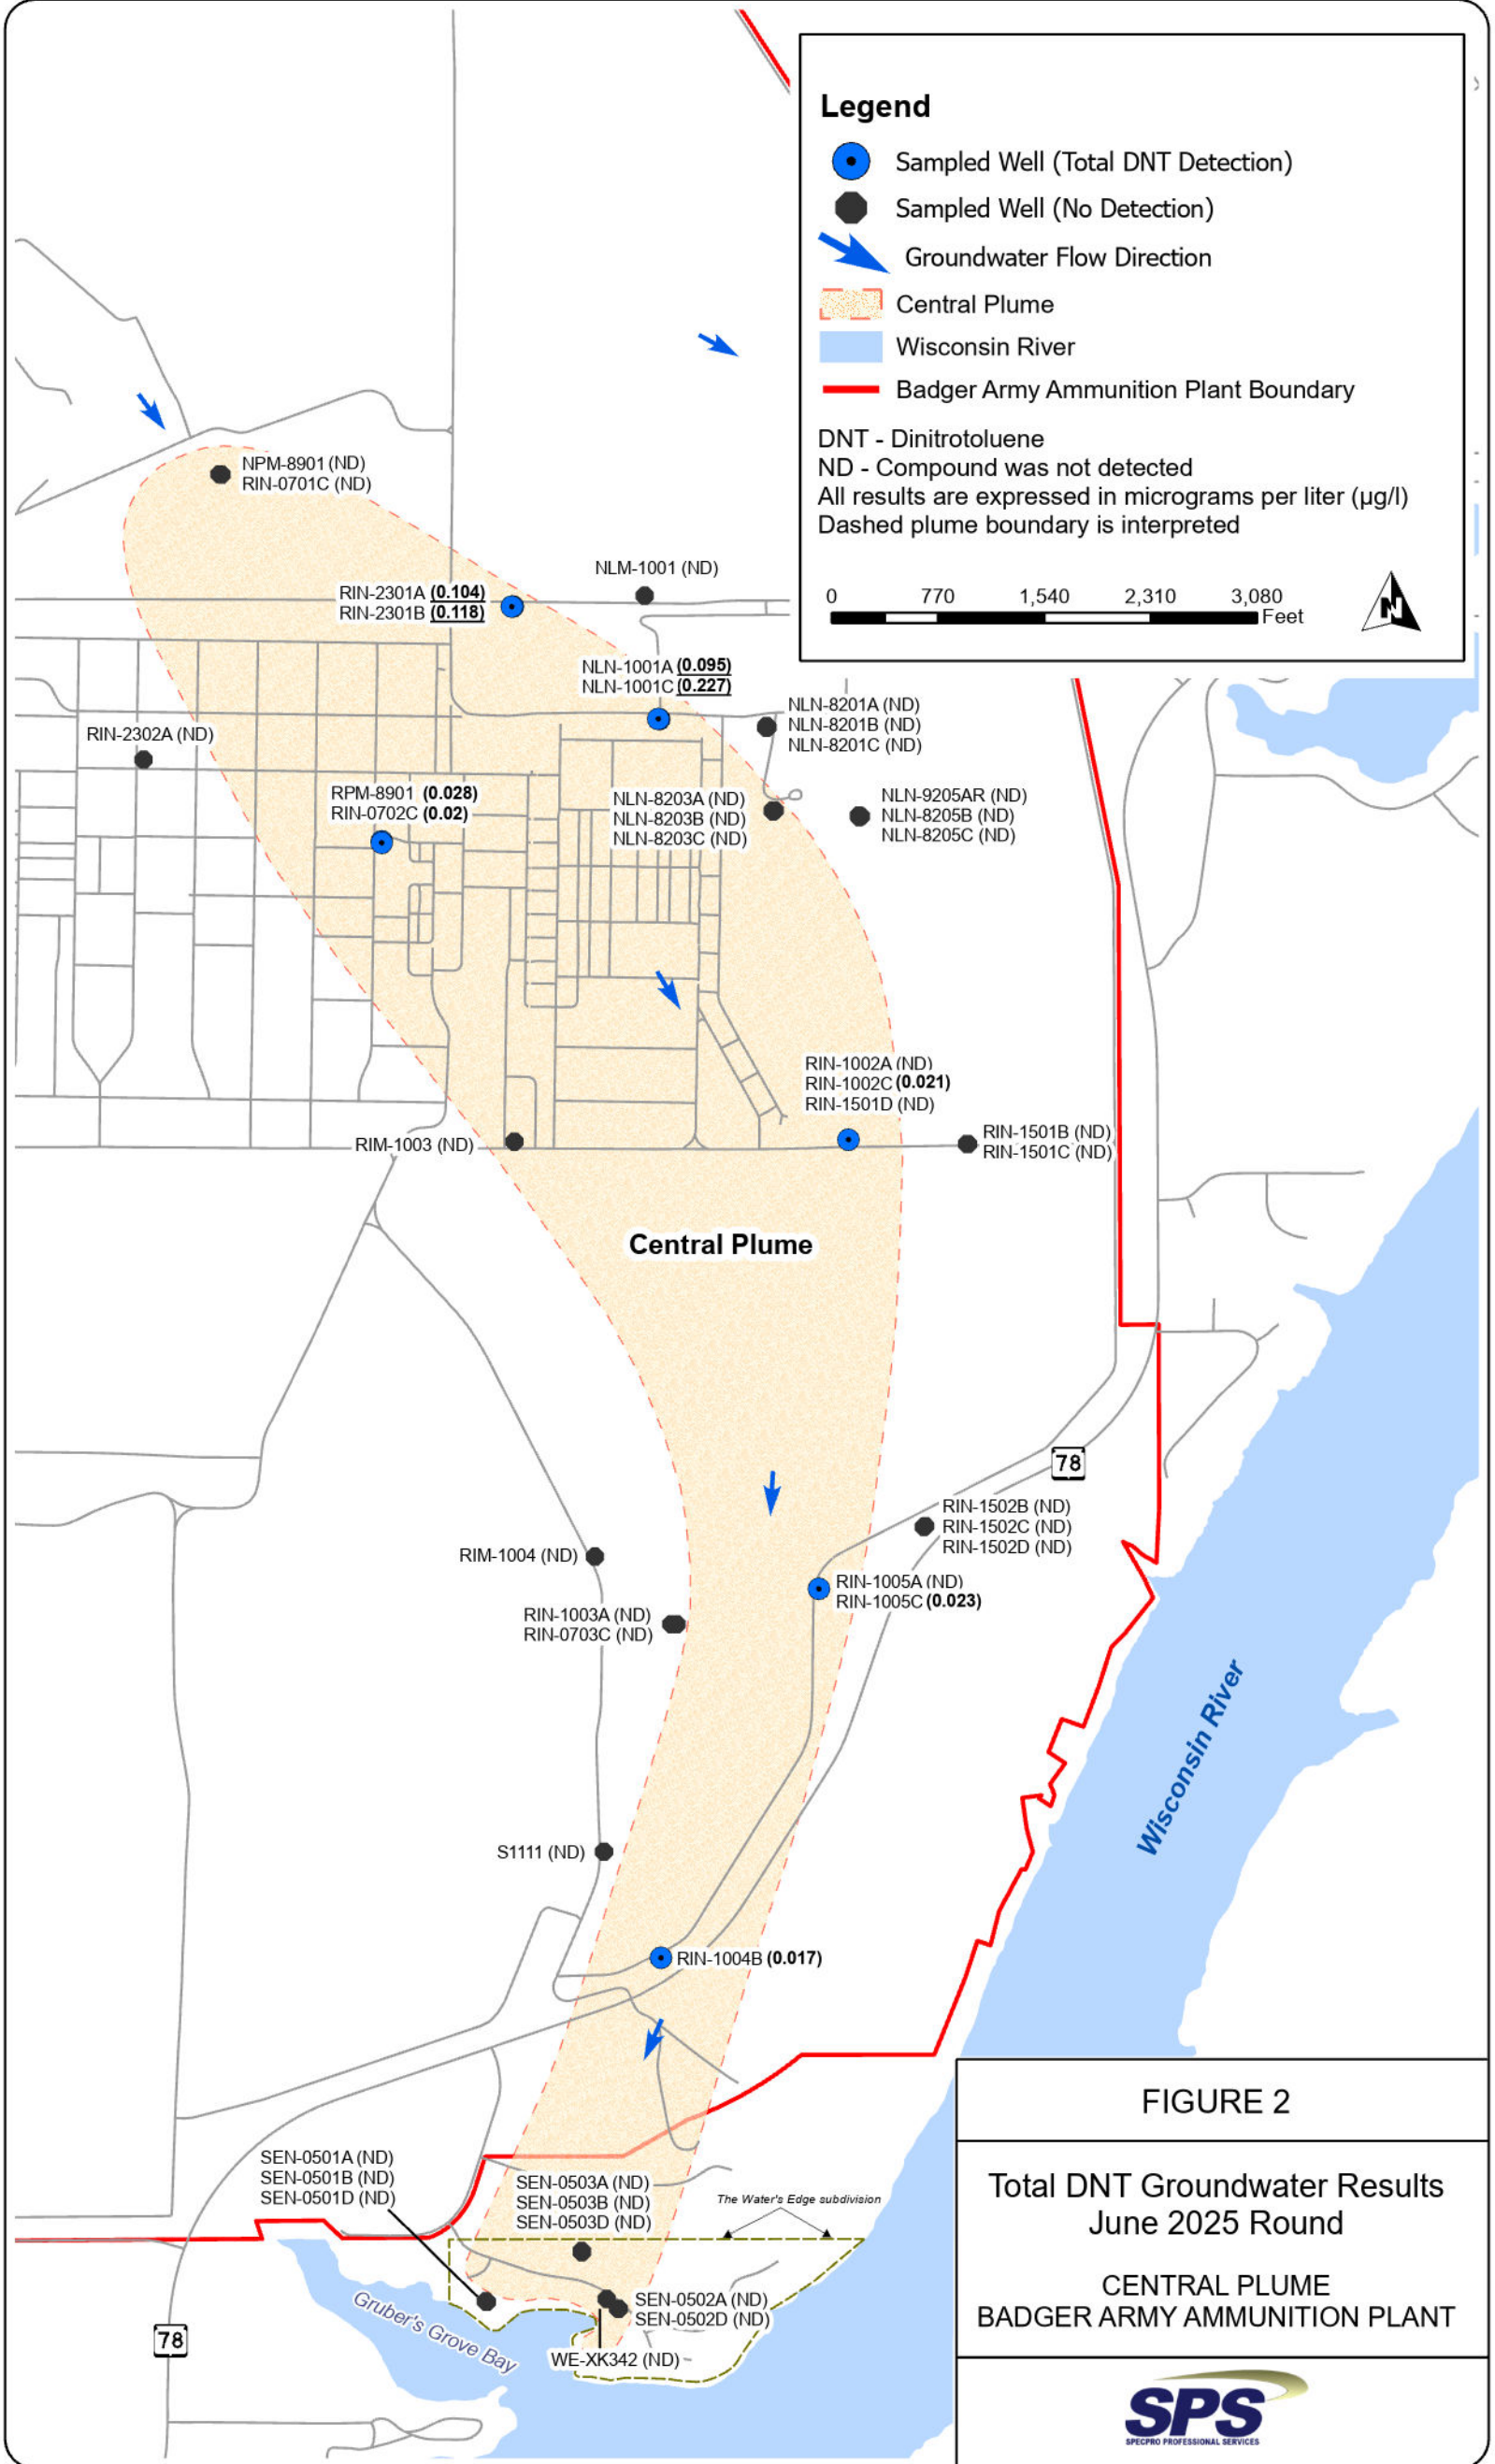 Legend
Sampled Well (Total DNT Detection)
Sampled Well (No Detection)
Groundwater Flow Direction
Central Plume
Wisconsin River
Badger Army Ammunition Plant Boundary
DNT - Dinitrotoluene
ND - Compound was not detected
All results are expressed in micrograms per liter (µg/l)
Dashed plume boundary is interpreted
0 770 1,540 2,310 3,080
Feet
N
NPM-8901 (ND)
RIN-0701C (ND)
NLM-1001 (ND)
RIN-2301A (0.104)
RIN-2301B (0.118)
NLN-1001A (0.095)
NLN-1001C (0.227)
NLN-8201A (ND)
NLN-8201B (ND)
NLN-8201C (ND)
RIN-2302A (ND)
RPM-8901 (0.028)
RIN-0702C (0.02)
NLN-8203A (ND)
NLN-8203B (ND)
NLN-8203C (ND)
NLN-9205AR (ND)
NLN-8205B (ND)
NLN-8205C (ND)
RIN-1002A (ND)
RIN-1002C (0.021)
RIN-1501D (ND)
RIM-1003 (ND)
RIN-1501B (ND)
RIN-1501C (ND)
Central Plume
78
RIN-1502B (ND)
RIN-1502C (ND)
RIN-1502D (ND)
RIM-1004 (ND)
RIN-1005A (ND)
RIN-1005C (0.023)
RIN-1003A (ND)
RIN-0703C (ND)
Wisconsin River
S1111 (ND)
RIN-1004B (0.017)
SEN-0501A (ND)
SEN-0501B (ND)
SEN-0501D (ND)
SEN-0503A (ND)
SEN-0503B (ND)
SEN-0503D (ND)
The Water's Edge subdivision
SEN-0502A (ND)
SEN-0502D (ND)
Gruber's Grove Bay
WE-XK342 (ND)
78
FIGURE 2
Total DNT Groundwater Results
June 2025 Round
CENTRAL PLUME
BADGER ARMY AMMUNITION PLANT
SPS
SPECPRO PROFESSIONAL SERVICES